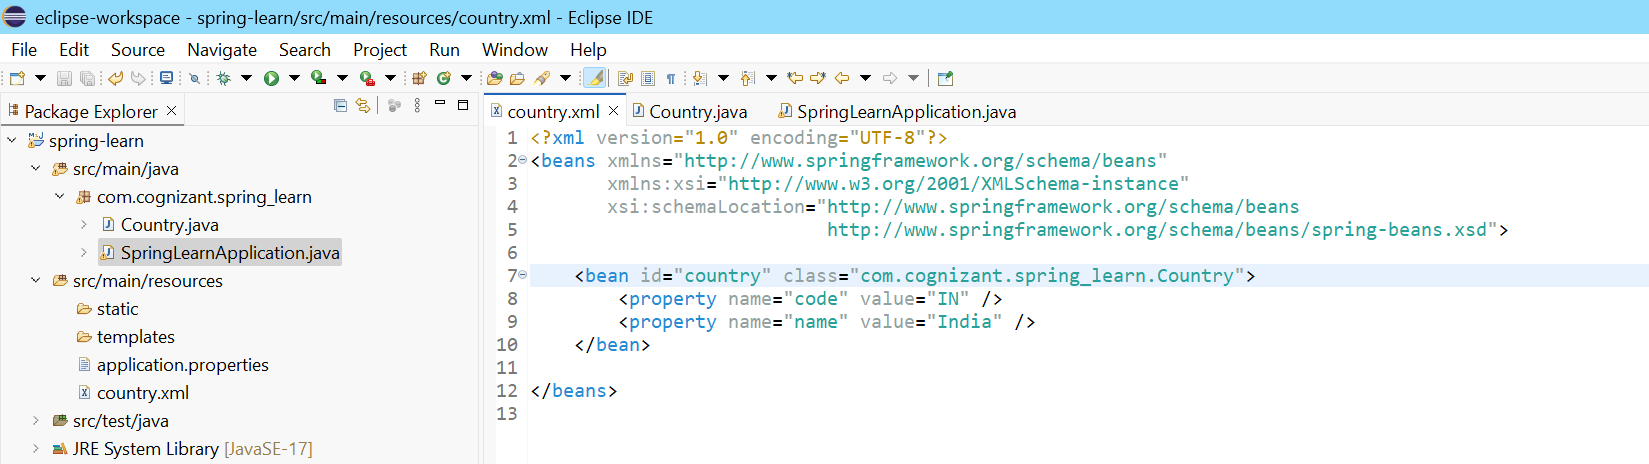 eclipse-workspace - spring-learn/src/main/resources/country.xml - Eclipse IDE
File Edit Source Navigate Search Project Run Window Help
Package Explorer
spring-learn
src/main/java
com.cognizant.spring_learn
Country.java
SpringLearnApplication.java
src/main/resources
static
templates
application.properties
country.xml
src/test/java
JRE System Library [JavaSE-17]
country.xml Country.java SpringLearnApplication.java
1 <?xml version="1.0" encoding="UTF-8"?>
2 <beans xmlns="http://www.springframework.org/schema/beans"
3 xmlns:xsi="http://www.w3.org/2001/XMLSchema-instance"
4 xsi:schemaLocation="http://www.springframework.org/schema/beans
5 http://www.springframework.org/schema/beans/spring-beans.xsd">
6
7 <bean id="country" class="com.cognizant.spring_learn.Country">
8 <property name="code" value="IN" />
9 <property name="name" value="India" />
10 </bean>
11
12 </beans>
13